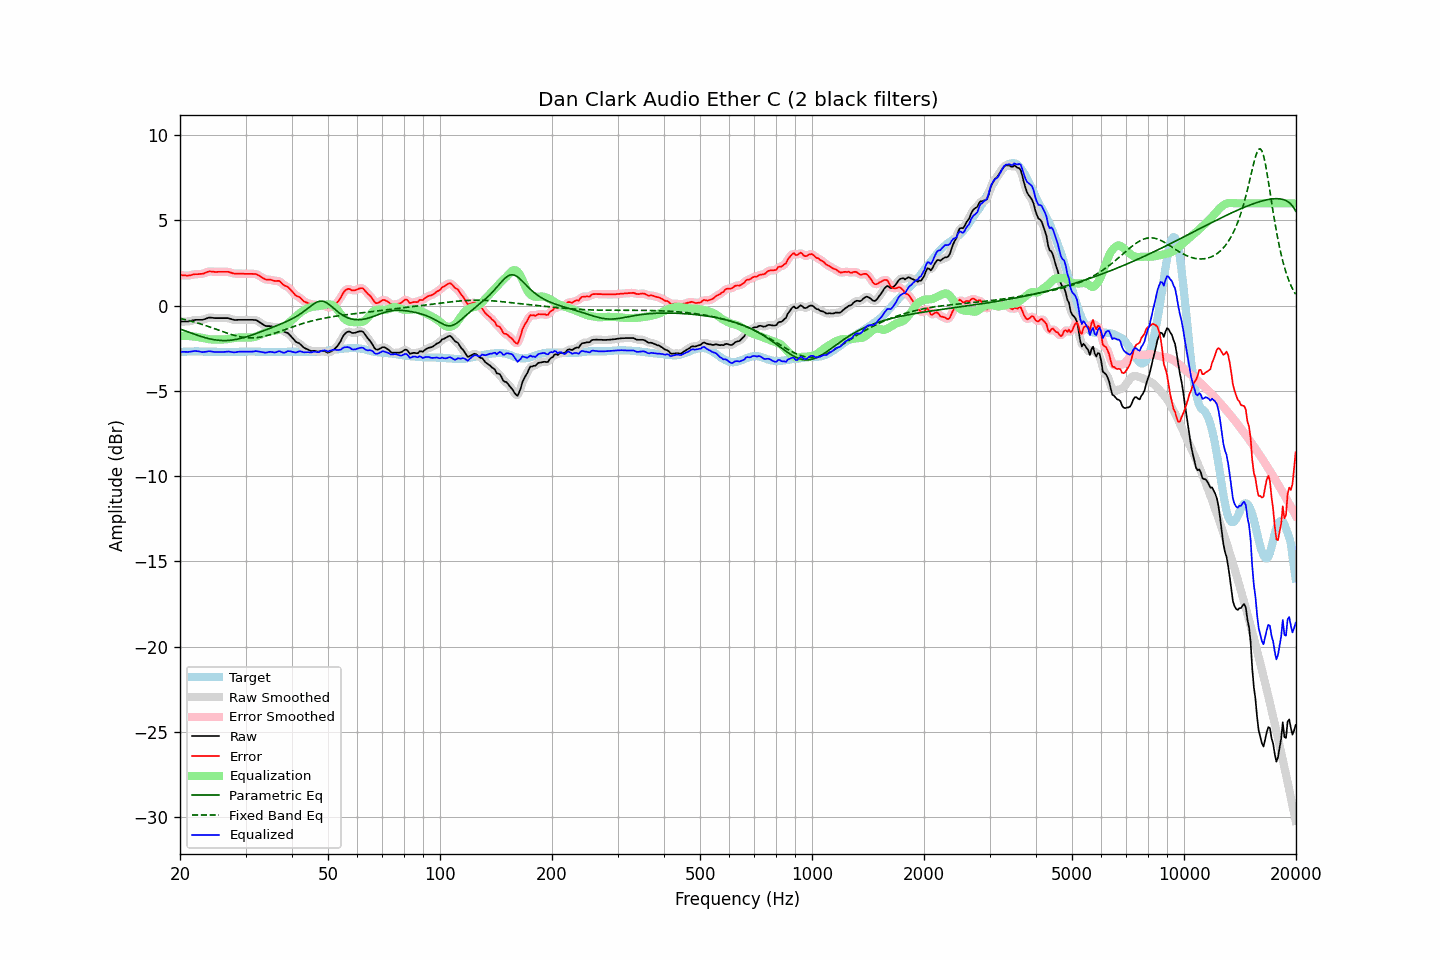 Dan Clark Audio Ether C (2 black filters)
10
5
0
−5
−10
−15
−20
−25
−30
Amplitude (dBr)
Target
Raw Smoothed
Error Smoothed
Raw
Error
Equalization
Parametric Eq
Fixed Band Eq
Equalized
20 50 100 200 500 1000 2000 5000 10000 20000
Frequency (Hz)